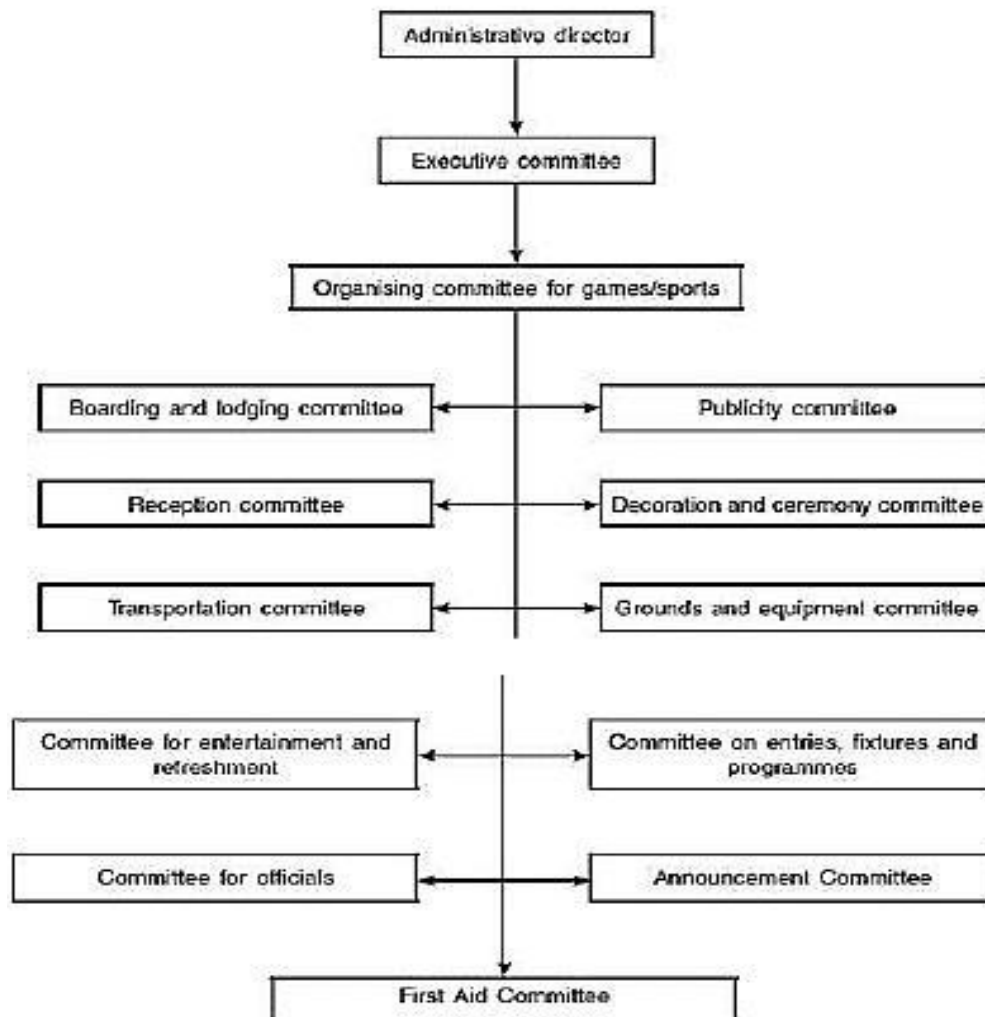 Administrative director
Executive committee
Organising committee for games/sports
Boarding and lodging committee
Publicity committee
Reception committee
Decoration and ceremony committee
Transportation committee
Grounds and equipment committee
Committee for entertainment and
refreshment
Committee on entries, fixtures and
programmes
Committee for officials
Announcement Committee
First Aid Committee